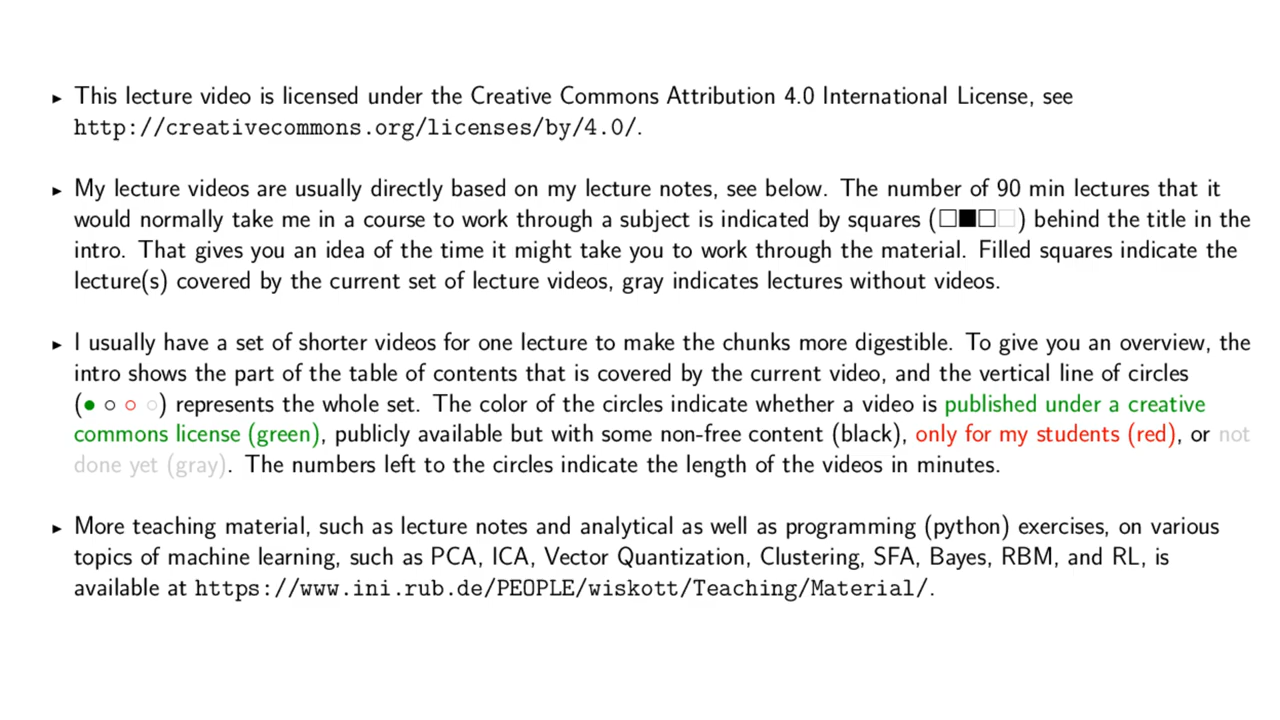 ▸ This lecture video is licensed under the Creative Commons Attribution 4.0 International License, see
http://creativecommons.org/licenses/by/4.0/.
▸ My lecture videos are usually directly based on my lecture notes, see below. The number of 90 min lectures that it
would normally take me in a course to work through a subject is indicated by squares (□■□□) behind the title in the
intro. That gives you an idea of the time it might take you to work through the material. Filled squares indicate the
lecture(s) covered by the current set of lecture videos, gray indicates lectures without videos.
▸ I usually have a set of shorter videos for one lecture to make the chunks more digestible. To give you an overview, the
intro shows the part of the table of contents that is covered by the current video, and the vertical line of circles
(● ○ ○ ○) represents the whole set. The color of the circles indicate whether a video is published under a creative
commons license (green), publicly available but with some non-free content (black), only for my students (red), or not
done yet (gray). The numbers left to the circles indicate the length of the videos in minutes.
▸ More teaching material, such as lecture notes and analytical as well as programming (python) exercises, on various
topics of machine learning, such as PCA, ICA, Vector Quantization, Clustering, SFA, Bayes, RBM, and RL, is
available at https://www.ini.rub.de/PEOPLE/wiskott/Teaching/Material/.